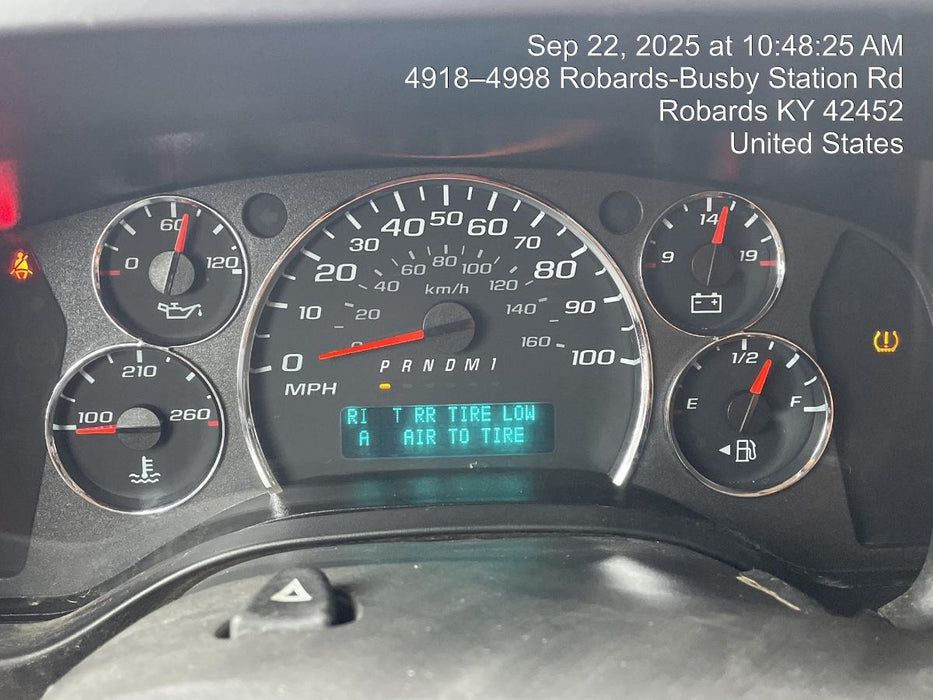 Sep 22, 2025 at 10:48:25 AM
4918–4998 Robards-Busby Station Rd
Robards KY 42452
United States
0 60 120
100 210 260
0 10 20 30 40 50 60 70 80 90 100
MPH
0 20 40 60 80 100 120 140 160
km/h
P R N D M 1
RI T RR TIRE LOW
A AIR TO TIRE
9 14 19
E 1/2 F